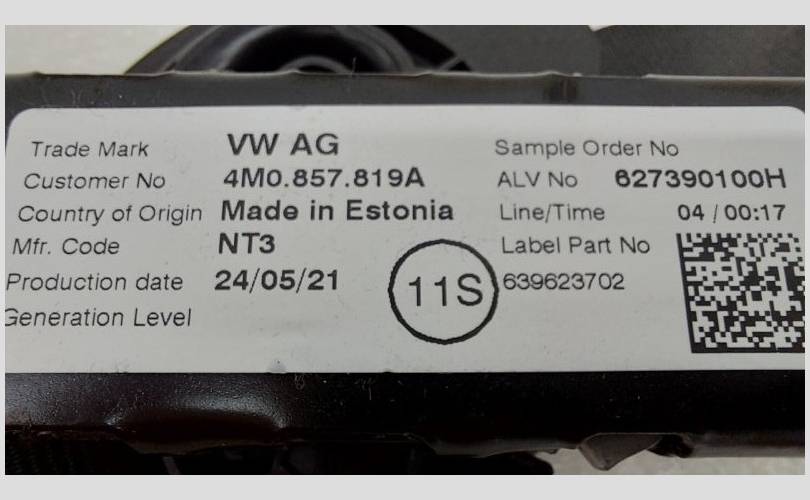 Trade Mark VW AG
Customer No 4M0.857.819A
Country of Origin Made in Estonia
Mfr. Code NT3
Production date 24/05/21
Generation Level
11S
Sample Order No
ALV No 627390100H
Line/Time 04 / 00:17
Label Part No
639623702